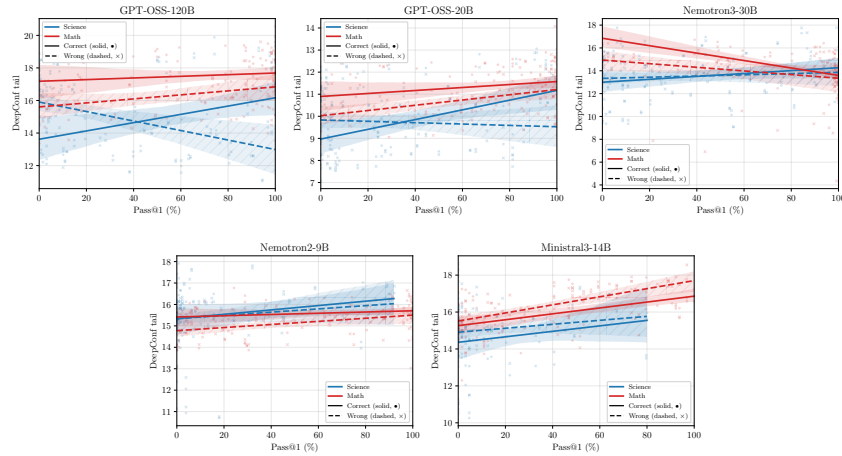 GPT-OSS-120B
GPT-OSS-20B
Nemotron3-30B
20
18
16
14
12
DeepConf tail
Science
Math
Correct (solid, •)
Wrong (dashed, ×)
0 20 40 60 80 100
Pass@1 (%)
14
13
12
11
10
9
8
7
DeepConf tail
Science
Math
Correct (solid, •)
Wrong (dashed, ×)
0 20 40 60 80 100
Pass@1 (%)
18
16
14
12
10
8
6
4
DeepConf tail
Science
Math
Correct (solid, •)
Wrong (dashed, ×)
0 20 40 60 80 100
Pass@1 (%)
Nemotron2-9B
Ministral3-14B
18
17
16
15
14
13
12
11
DeepConf tail
Science
Math
Correct (solid, •)
Wrong (dashed, ×)
0 20 40 60 80 100
Pass@1 (%)
18
16
14
12
10
DeepConf tail
Science
Math
Correct (solid, •)
Wrong (dashed, ×)
0 20 40 60 80 100
Pass@1 (%)